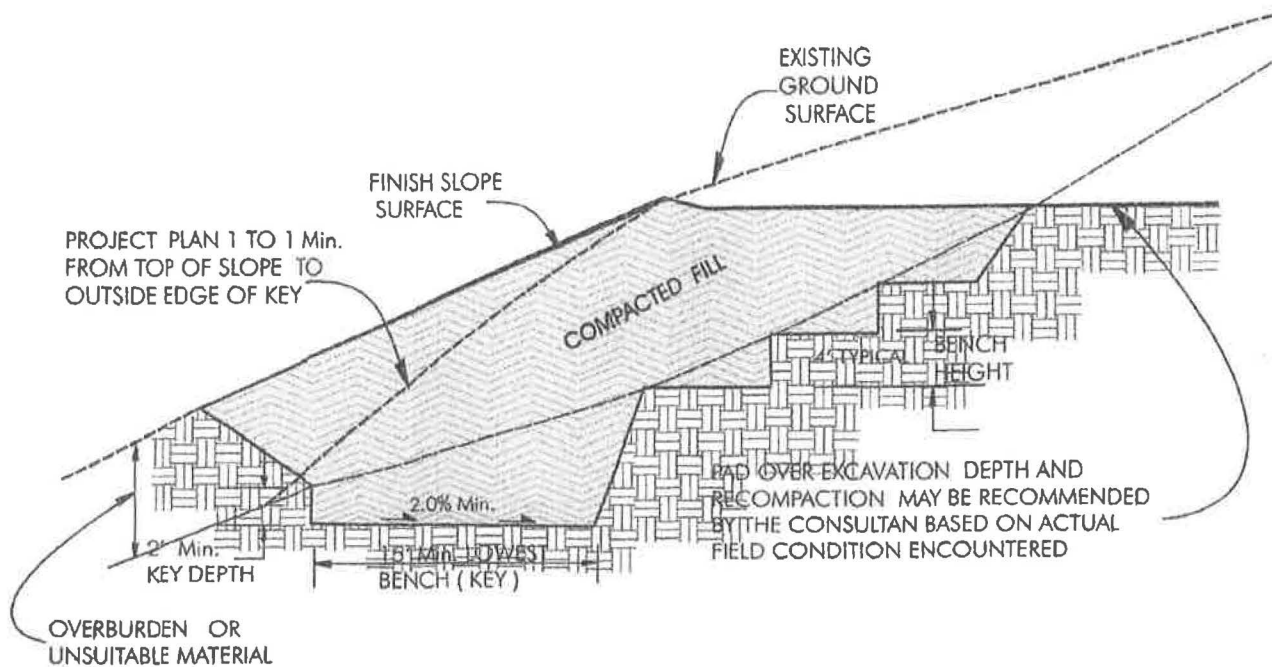 EXISTING
GROUND
SURFACE
FINISH SLOPE
SURFACE
PROJECT PLAN 1 TO 1 Min.
FROM TOP OF SLOPE TO
OUTSIDE EDGE OF KEY
COMPACTED FILL
4' TYPICAL
BENCH
HEIGHT
2.0% Min.
2' Min.
KEY DEPTH
15' Min. LOWEST
BENCH ( KEY )
PAD OVER EXCAVATION DEPTH AND
RECOMPACTION MAY BE RECOMMENDED
BY THE CONSULTAN BASED ON ACTUAL
FIELD CONDITION ENCOUNTERED
OVERBURDEN OR
UNSUITABLE MATERIAL